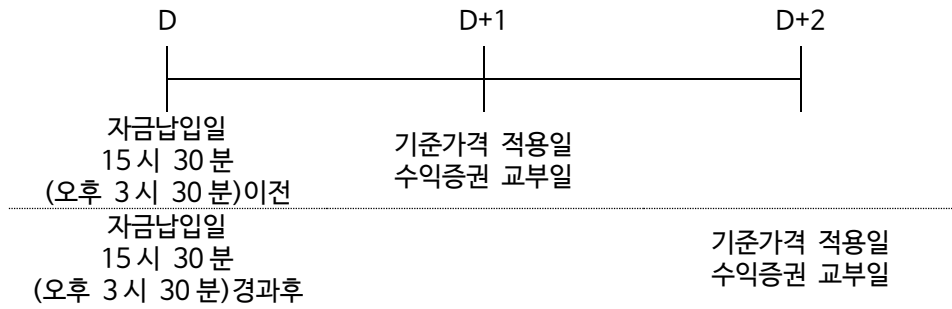 D D+1 D+2
자금납입일
15시 30분
(오후 3시 30분)이전
기준가격 적용일
수익증권 교부일
자금납입일
15시 30분
(오후 3시 30분)경과후
기준가격 적용일
수익증권 교부일